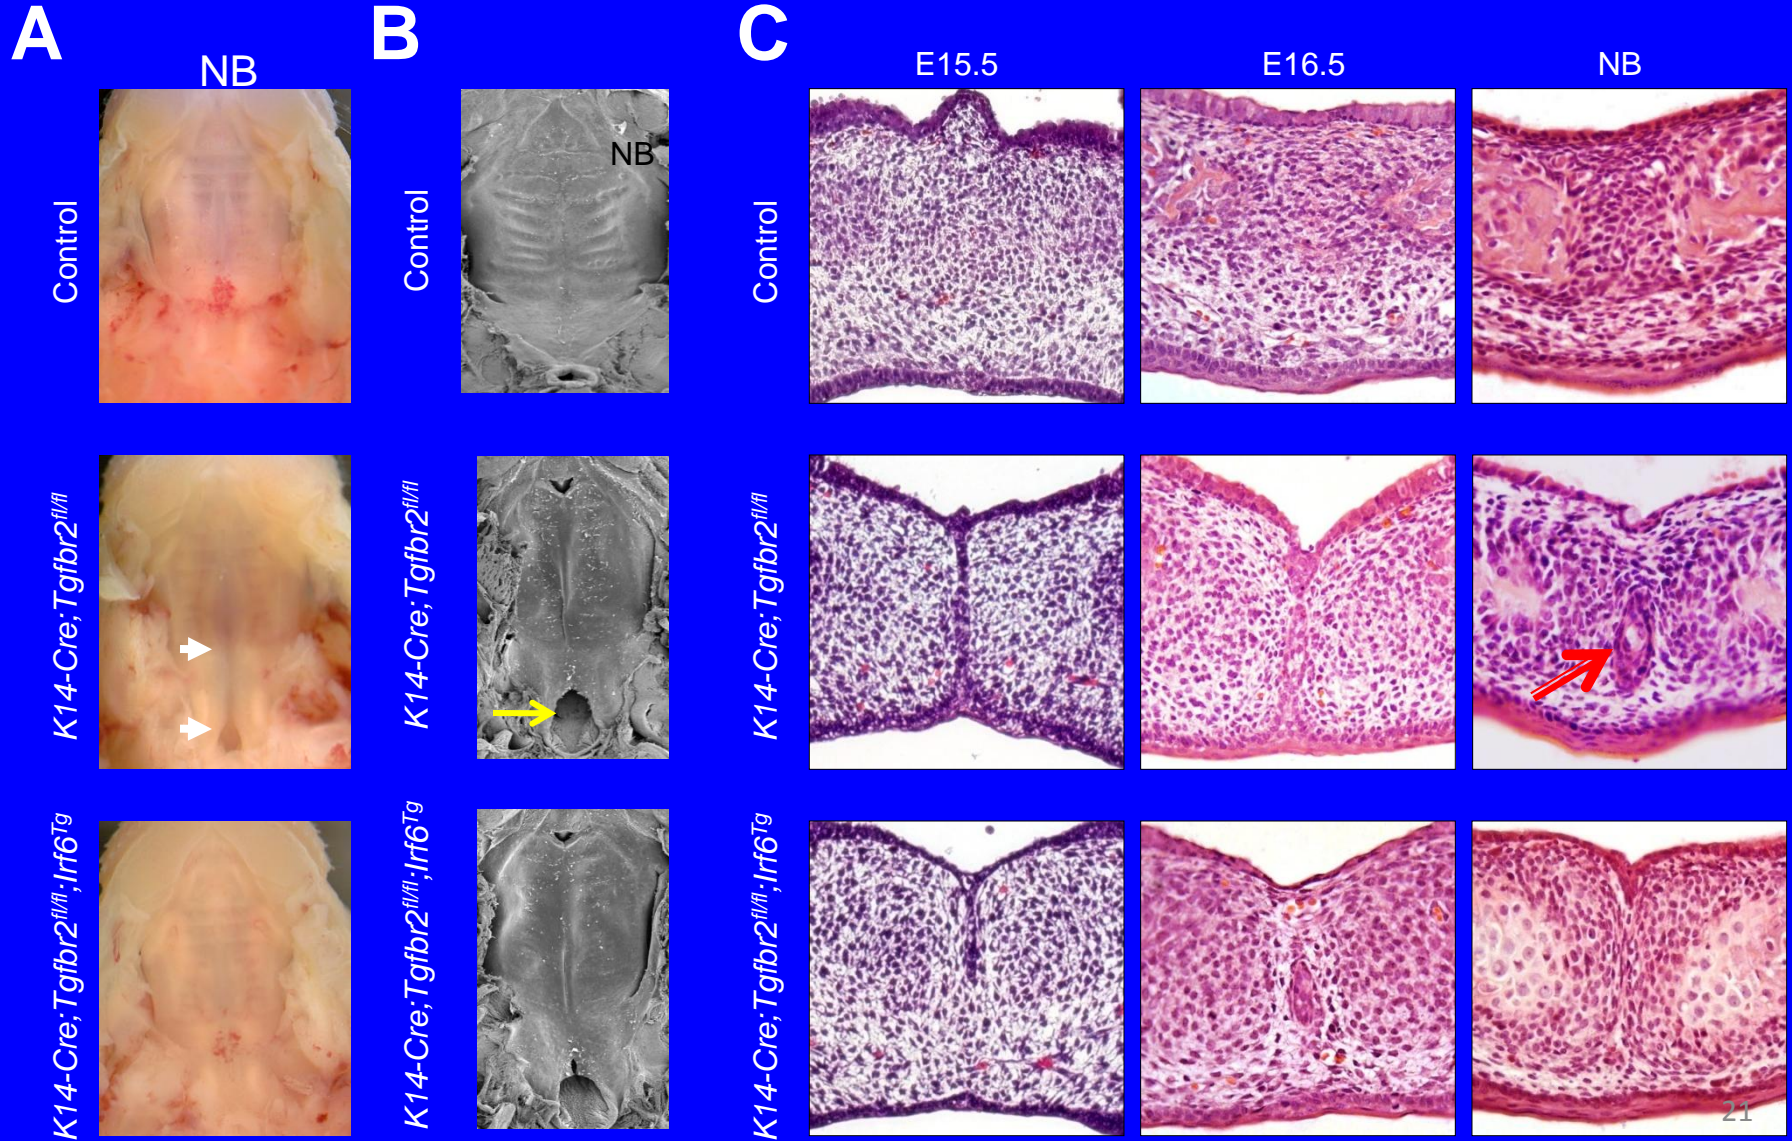 A
B
C
NB
E15.5
E16.5
NB
Control
Control
NB
Control
K14-Cre;Tgfbr2fl/fl
K14-Cre;Tgfbr2fl/fl
K14-Cre;Tgfbr2fl/fl
K14-Cre;Tgfbr2fl/fl;Irf6Tg
K14-Cre;Tgfbr2fl/fl;Irf6Tg
K14-Cre;Tgfbr2fl/fl;Irf6Tg
21